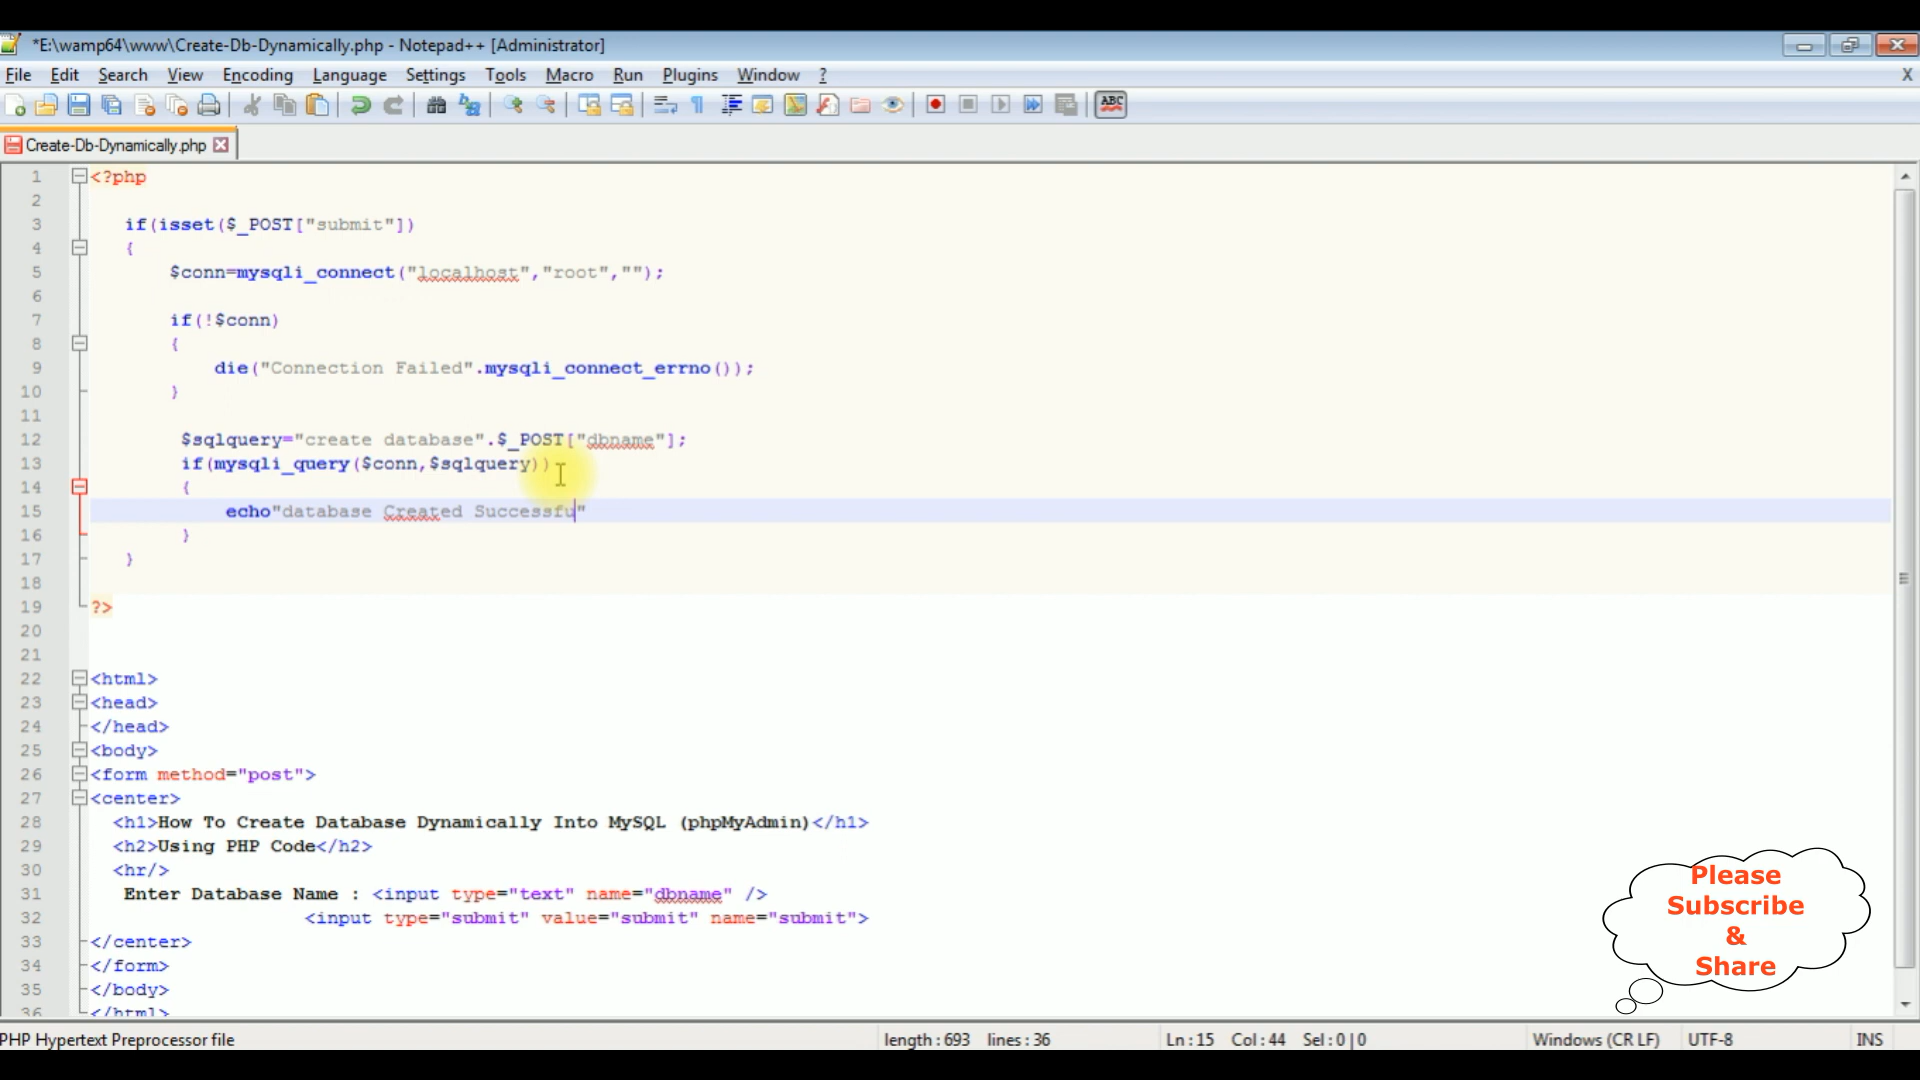 *E:\wamp64\www\Create-Db-Dynamically.php - Notepad++ [Administrator]
File Edit Search View Encoding Language Settings Tools Macro Run Plugins Window ? X
ABC
Create-Db-Dynamically.php
1 <?php
2
3 if(isset($_POST["submit"])
4 {
5 $conn=mysqli_connect("localhost","root","");
6
7 if(!$conn)
8 {
9 die("Connection Failed".mysqli_connect_errno());
10 }
11
12 $sqlquery="create database".$_POST["dbname"];
13 if(mysqli_query($conn,$sqlquery))
14 {
15 echo"database Created Successfu"
16 }
17 }
18
19 ?>
20
21
22 <html>
23 <head>
24 </head>
25 <body>
26 <form method="post">
27 <center>
28 <h1>How To Create Database Dynamically Into MySQL (phpMyAdmin)</h1>
29 <h2>Using PHP Code</h2>
30 <hr/>
31 Enter Database Name : <input type="text" name="dbname" />
32 <input type="submit" value="submit" name="submit">
33 </center>
34 </form>
35 </body>
36 </html>
Please
Subscribe
&
Share
PHP Hypertext Preprocessor file length : 693 lines : 36 Ln : 15 Col : 44 Sel : 0 | 0 Windows (CR LF) UTF-8 INS